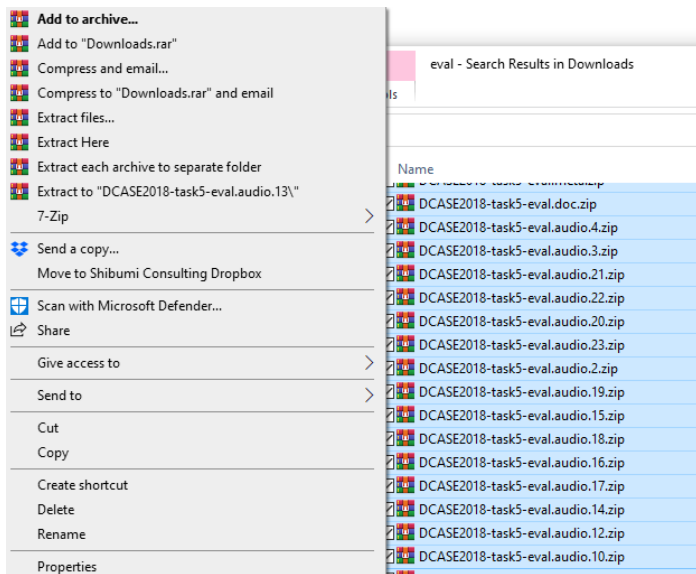 Add to archive...
Add to "Downloads.rar"
Compress and email...
Compress to "Downloads.rar" and email
Extract files...
Extract Here
Extract each archive to separate folder
Extract to "DCASE2018-task5-eval.audio.13\"
7-Zip
Send a copy...
Move to Shibumi Consulting Dropbox
Scan with Microsoft Defender...
Share
Give access to
Send to
Cut
Copy
Create shortcut
Delete
Rename
Properties
eval - Search Results in Downloads
ls
Name
DCASE2018-task5-eval.doc.zip
DCASE2018-task5-eval.audio.4.zip
DCASE2018-task5-eval.audio.3.zip
DCASE2018-task5-eval.audio.21.zip
DCASE2018-task5-eval.audio.22.zip
DCASE2018-task5-eval.audio.20.zip
DCASE2018-task5-eval.audio.23.zip
DCASE2018-task5-eval.audio.2.zip
DCASE2018-task5-eval.audio.19.zip
DCASE2018-task5-eval.audio.15.zip
DCASE2018-task5-eval.audio.18.zip
DCASE2018-task5-eval.audio.16.zip
DCASE2018-task5-eval.audio.17.zip
DCASE2018-task5-eval.audio.14.zip
DCASE2018-task5-eval.audio.12.zip
DCASE2018-task5-eval.audio.10.zip